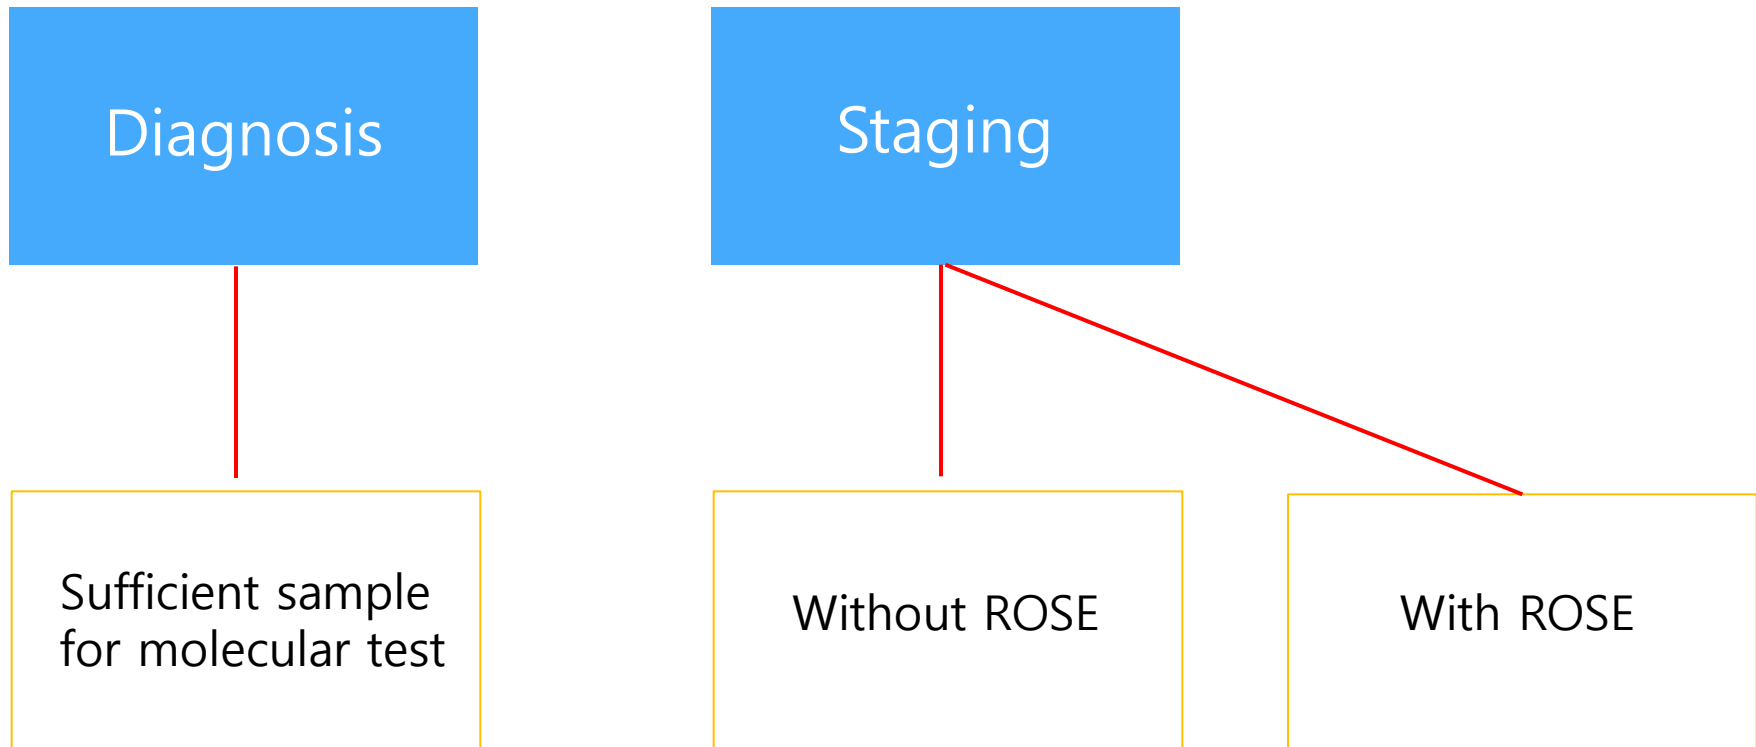 Diagnosis
Staging
Sufficient sample
for molecular test
Without ROSE
With ROSE